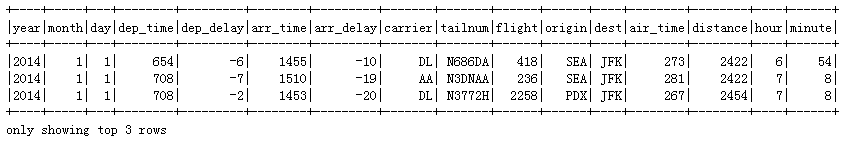 +----+-----+---+--------+---------+--------+---------+-------+-------+------+------+----+--------+--------+----+------+
|year|month|day|dep_time|dep_delay|arr_time|arr_delay|carrier|tailnum|flight|origin|dest|air_time|distance|hour|minute|
+----+-----+---+--------+---------+--------+---------+-------+-------+------+------+----+--------+--------+----+------+
|2014|    1|  1|     654|       -6|    1455|      -10|     DL| N686DA|   418|   SEA| JFK|     273|    2422|   6|    54|
|2014|    1|  1|     708|       -7|    1510|      -19|     AA| N3DNAA|   236|   SEA| JFK|     281|    2422|   7|     8|
|2014|    1|  1|     708|       -2|    1453|      -20|     DL| N3772H|  2258|   PDX| JFK|     267|    2454|   7|     8|
+----+-----+---+--------+---------+--------+---------+-------+-------+------+------+----+--------+--------+----+------+
only showing top 3 rows